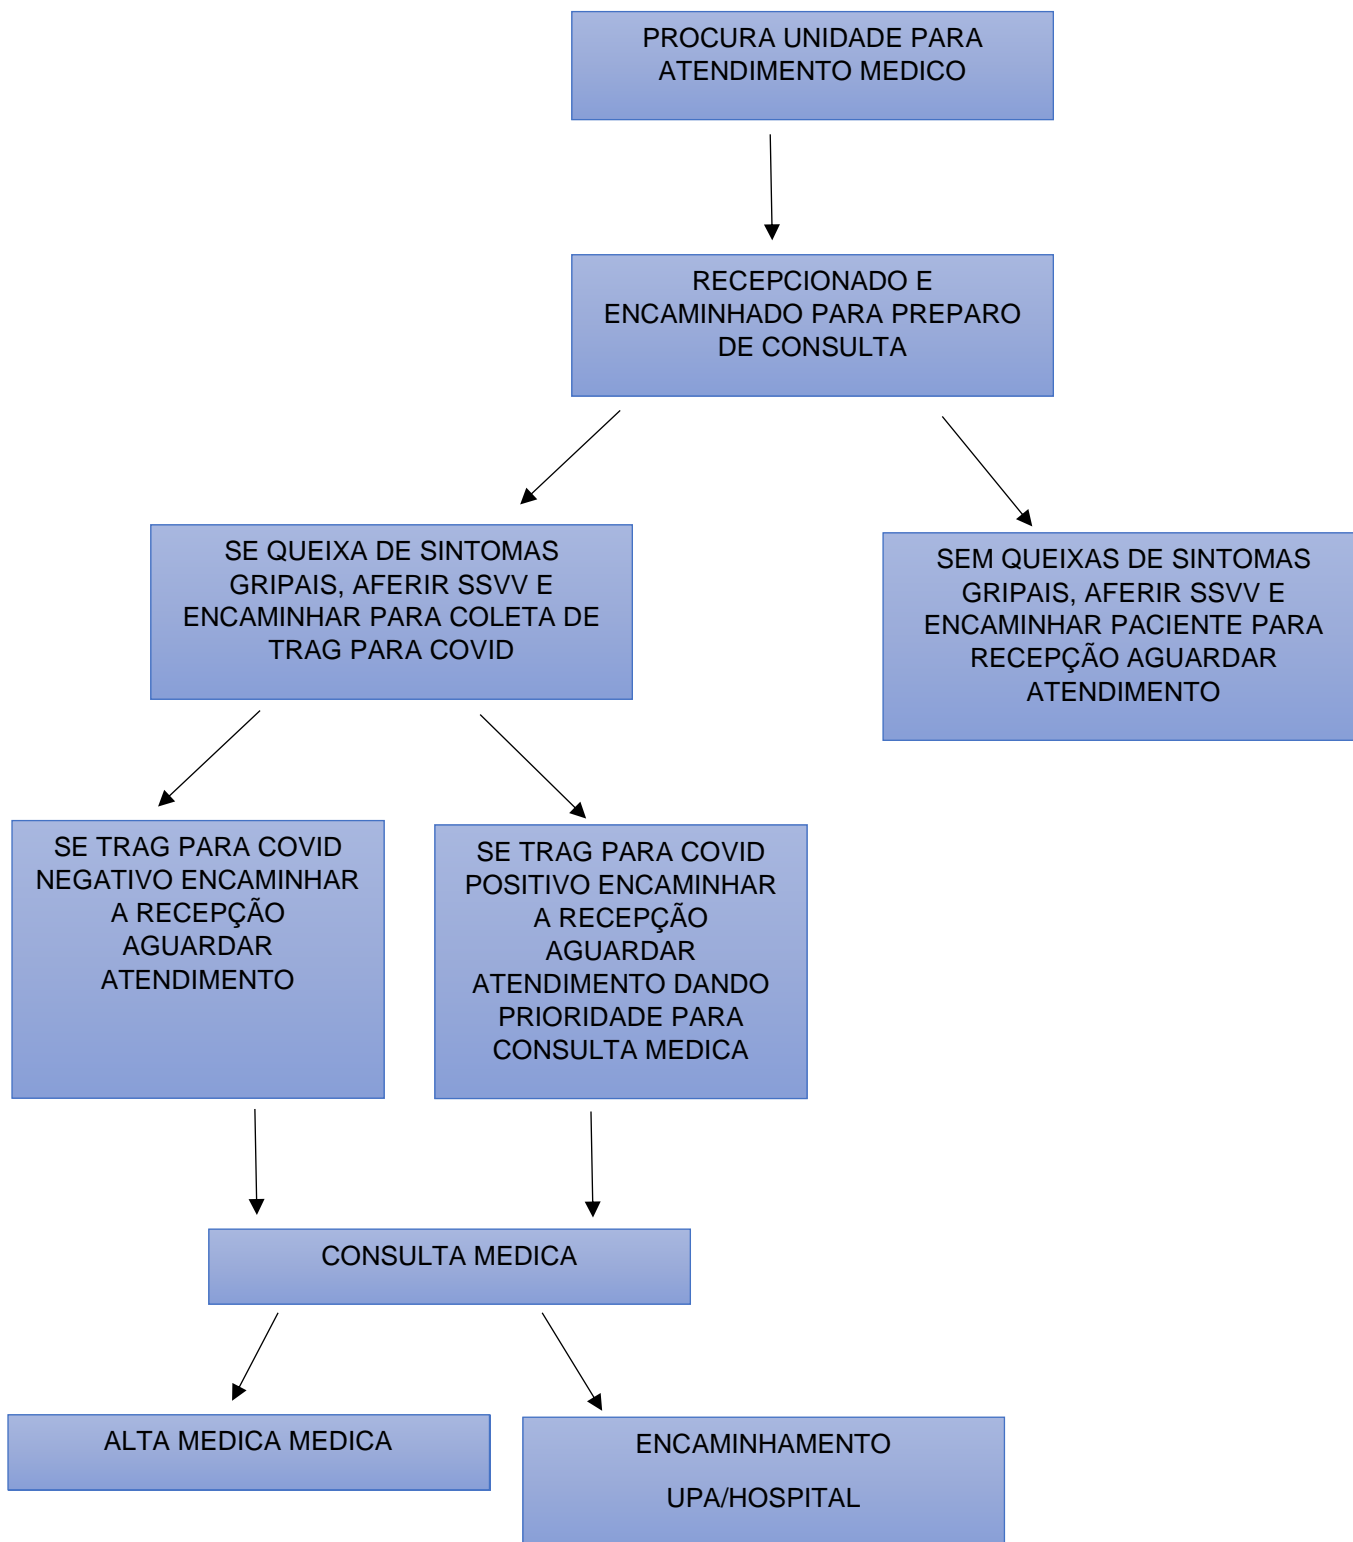 PROCURA UNIDADE PARA
ATENDIMENTO MEDICO
RECEPCIONADO E
ENCAMINHADO PARA PREPARO
DE CONSULTA
SE QUEIXA DE SINTOMAS
GRIPAIS, AFERIR SSVV E
ENCAMINHAR PARA COLETA DE
TRAG PARA COVID
SEM QUEIXAS DE SINTOMAS
GRIPAIS, AFERIR SSVV E
ENCAMINHAR PACIENTE PARA
RECEPÇÃO AGUARDAR
ATENDIMENTO
SE TRAG PARA COVID
NEGATIVO ENCAMINHAR
A RECEPÇÃO
AGUARDAR
ATENDIMENTO
SE TRAG PARA COVID
POSITIVO ENCAMINHAR
A RECEPÇÃO
AGUARDAR
ATENDIMENTO DANDO
PRIORIDADE PARA
CONSULTA MEDICA
CONSULTA MEDICA
ALTA MEDICA MEDICA
ENCAMINHAMENTO
UPA/HOSPITAL